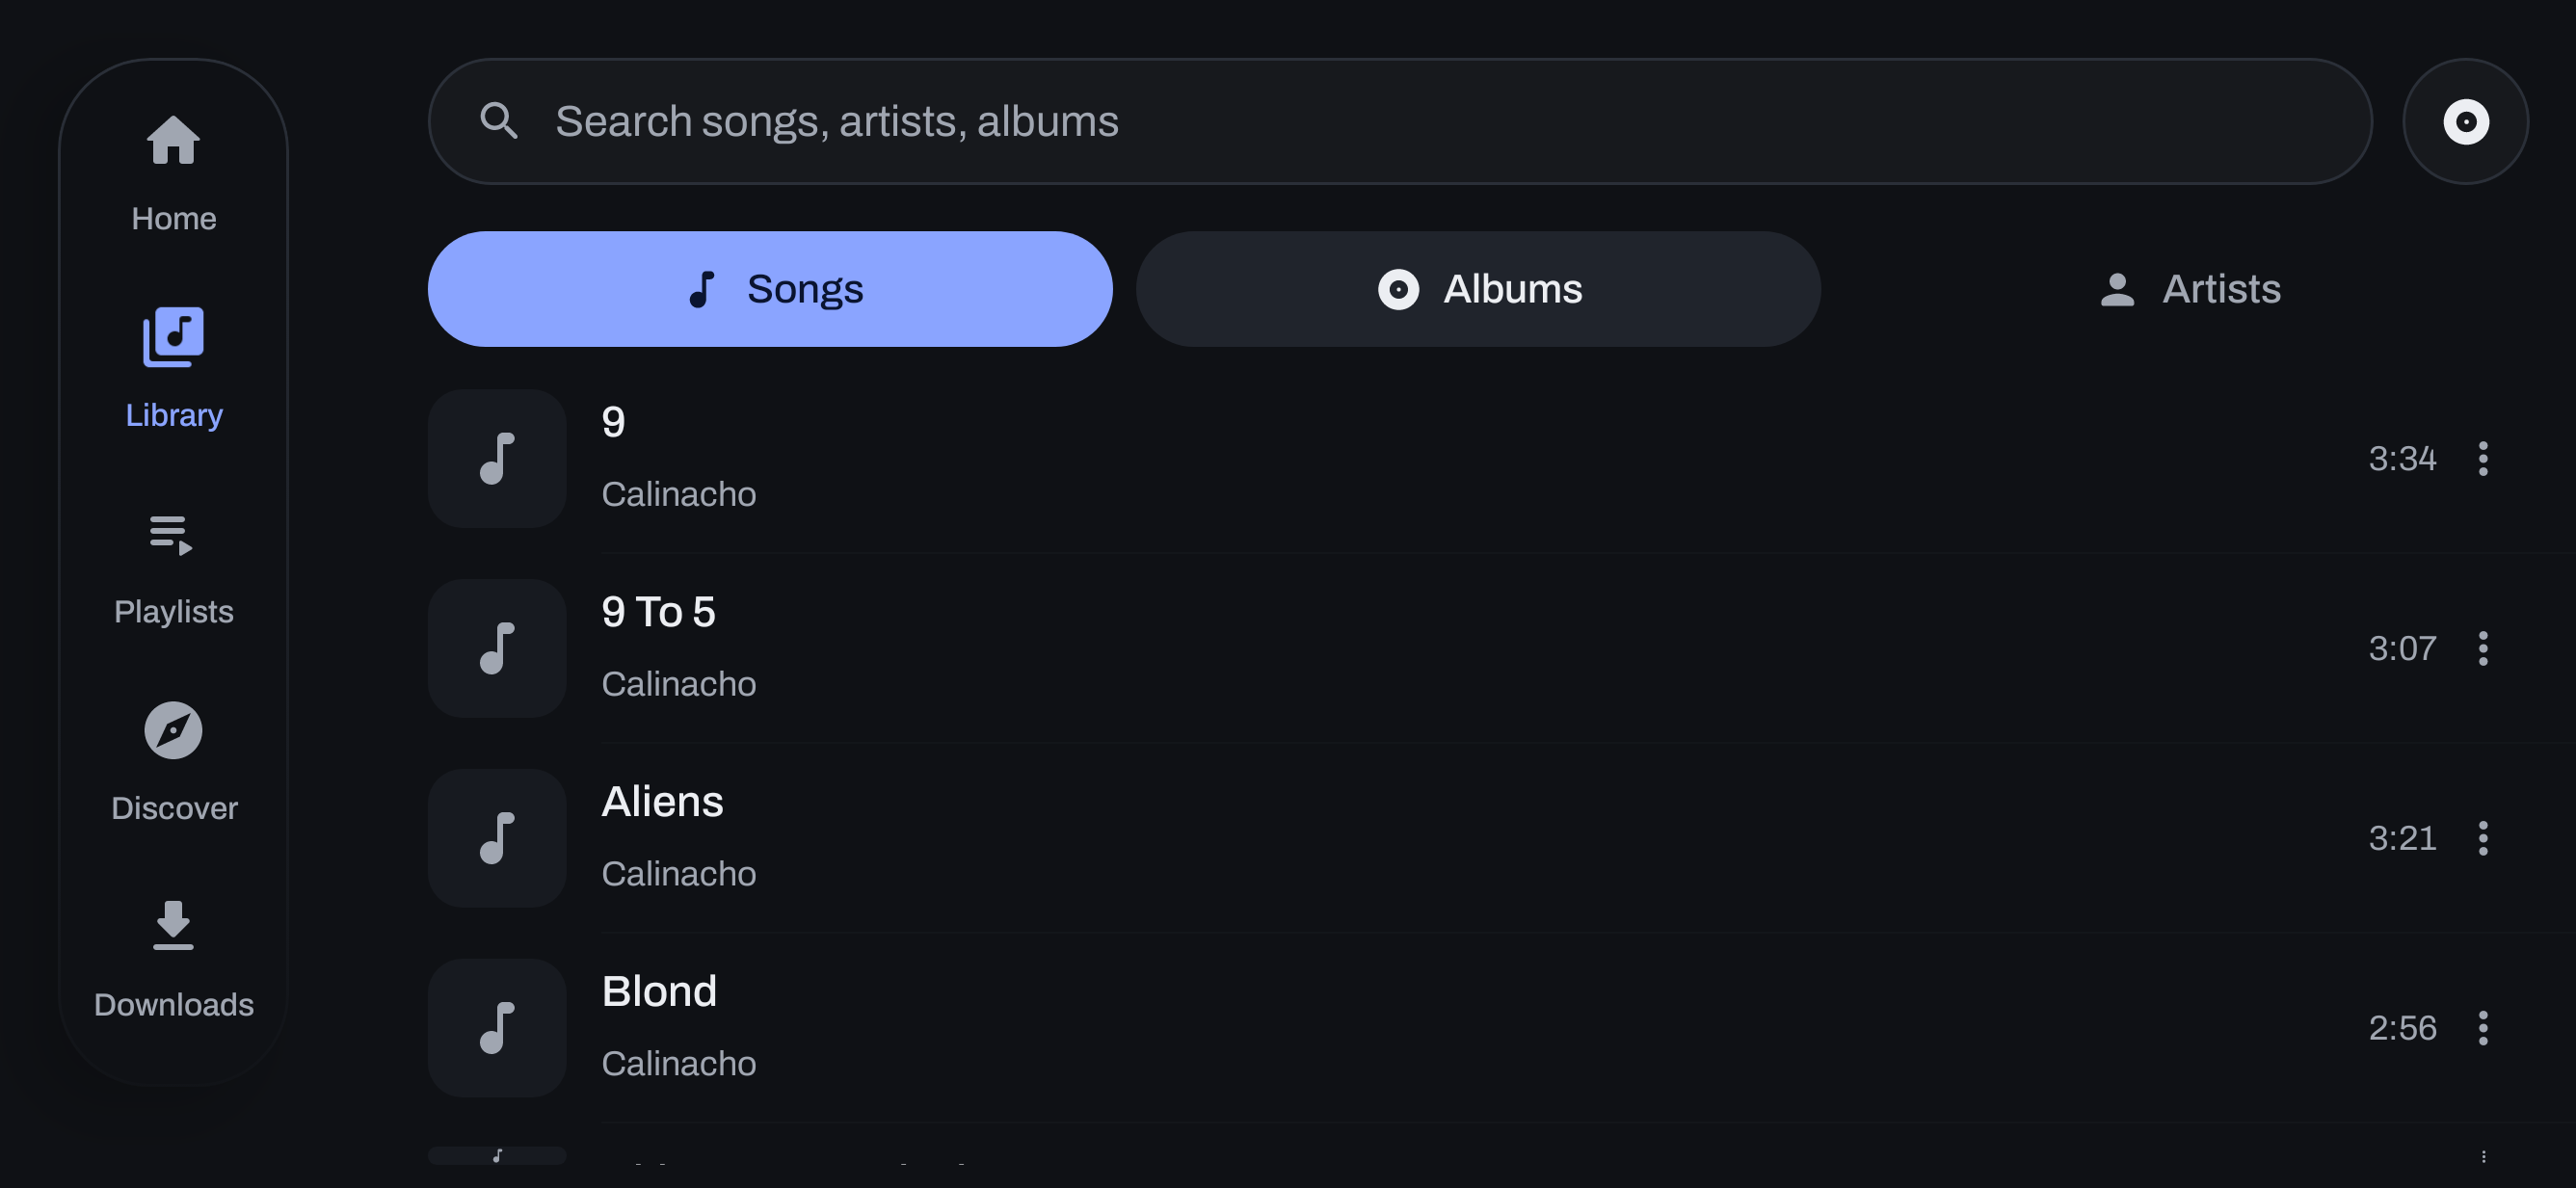 Search songs, artists, albums
Home
Library
Playlists
Discover
Downloads
Songs
Albums
Artists
9
Calinacho
3:34
9 To 5
Calinacho
3:07
Aliens
Calinacho
3:21
Blond
Calinacho
2:56